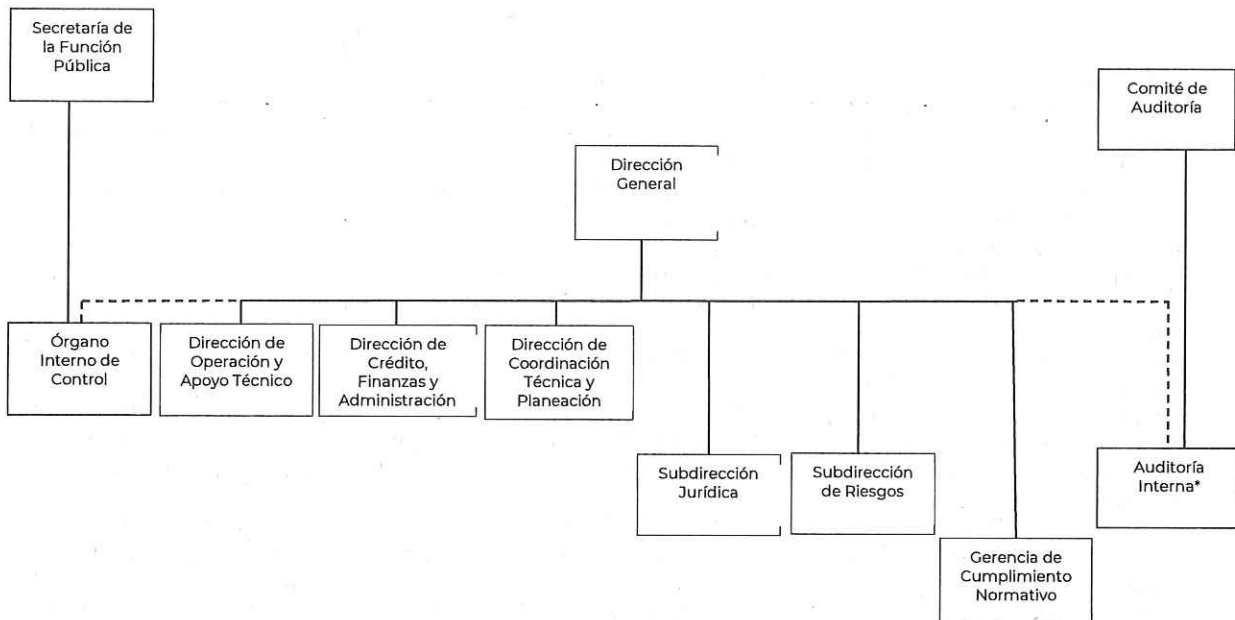 Secretaría de
la Función
Pública
Comité de
Auditoría
Dirección
General
Órgano
Interno de
Control
Dirección de
Operación y
Apoyo Técnico
Dirección de
Crédito,
Finanzas y
Administración
Dirección de
Coordinación
Técnica y
Planeación
Subdirección
Jurídica
Subdirección
de Riesgos
Auditoría
Interna*
Gerencia de
Cumplimiento
Normativo